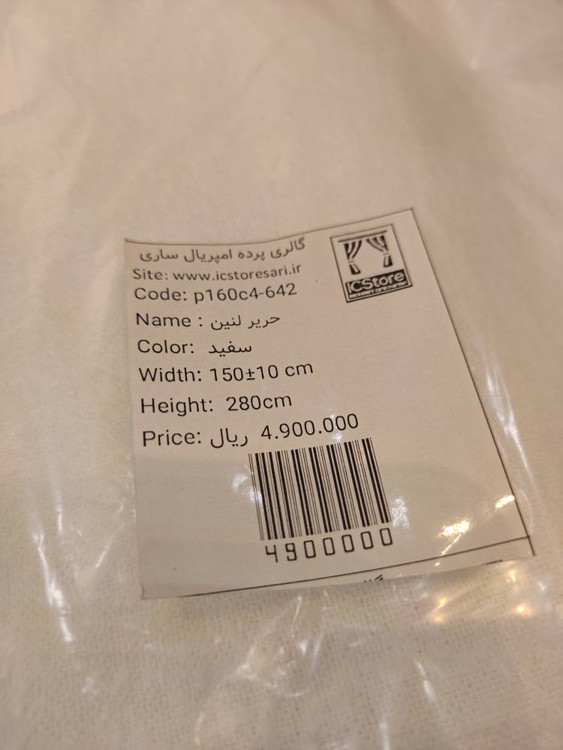 گالری پرده امپریال ساری
Site: www.icstoresari.ir
Code: p160c4-642
Name : حریر لنین
Color: سفید
Width: 150±10 cm
Height: 280cm
Price: ریال 4.900.000
4900000
ICStore